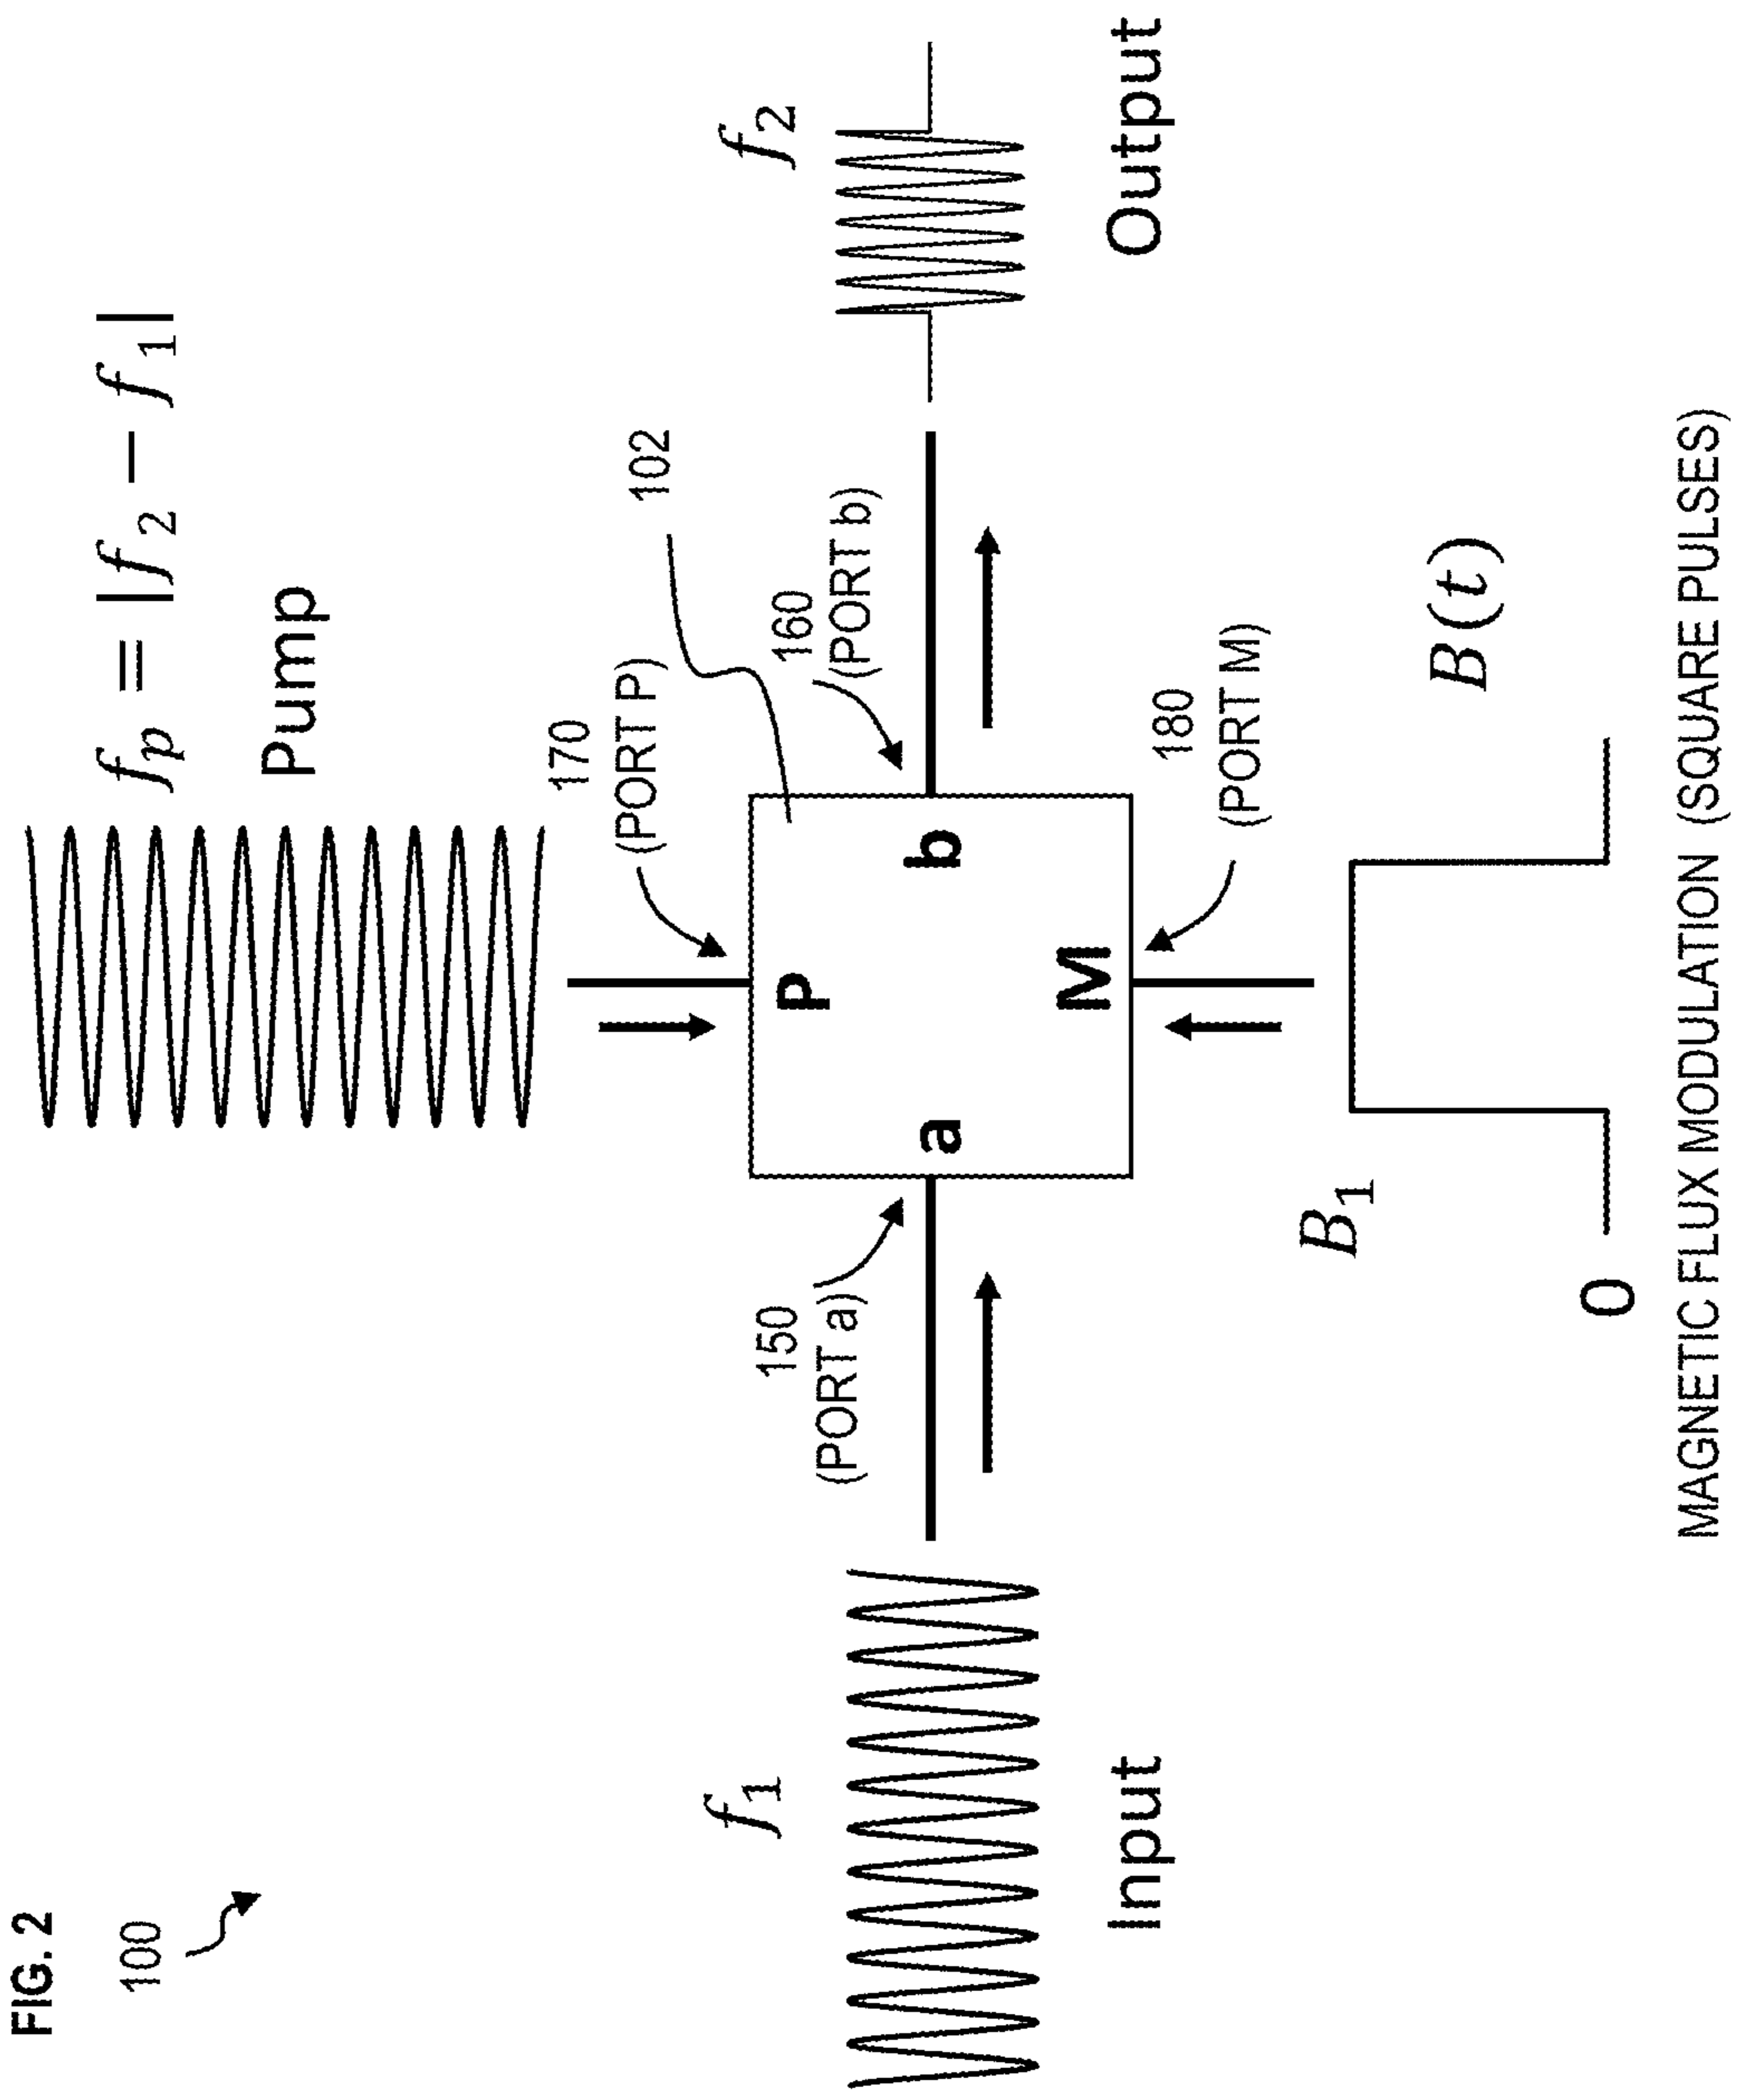 FIG. 2
100
f_p = |f_2 − f_1|
Pump
170
(PORT P)
102
f_1
Input
150
(PORT a)
P
a
b
M
160
(PORT b)
f_2
Output
180
(PORT M)
B_1
0
B(t)
MAGNETIC FLUX MODULATION (SQUARE PULSES)